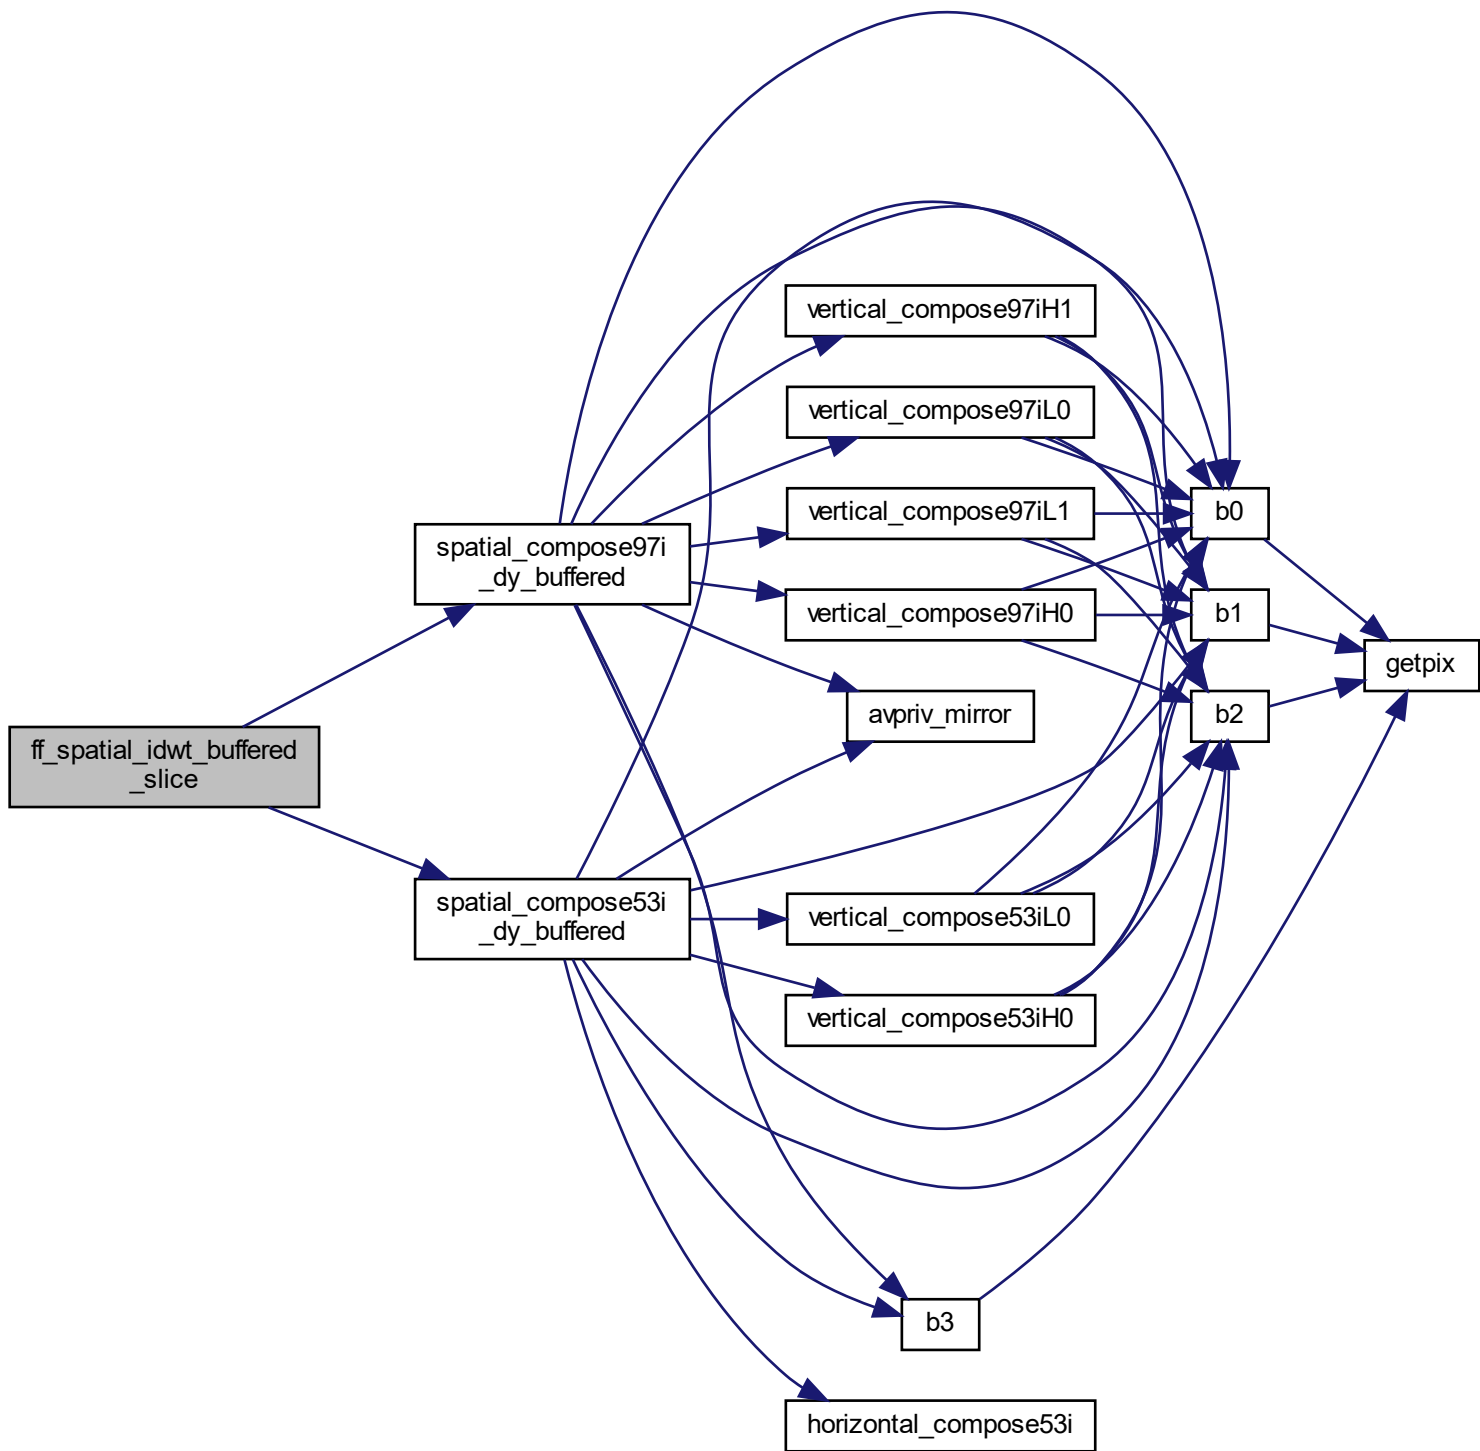 ff_spatial_idwt_buffered
_slice
spatial_compose97i
_dy_buffered
spatial_compose53i
_dy_buffered
vertical_compose97iH1
vertical_compose97iL0
vertical_compose97iL1
vertical_compose97iH0
avpriv_mirror
vertical_compose53iL0
vertical_compose53iH0
b3
horizontal_compose53i
b0
b1
b2
getpix